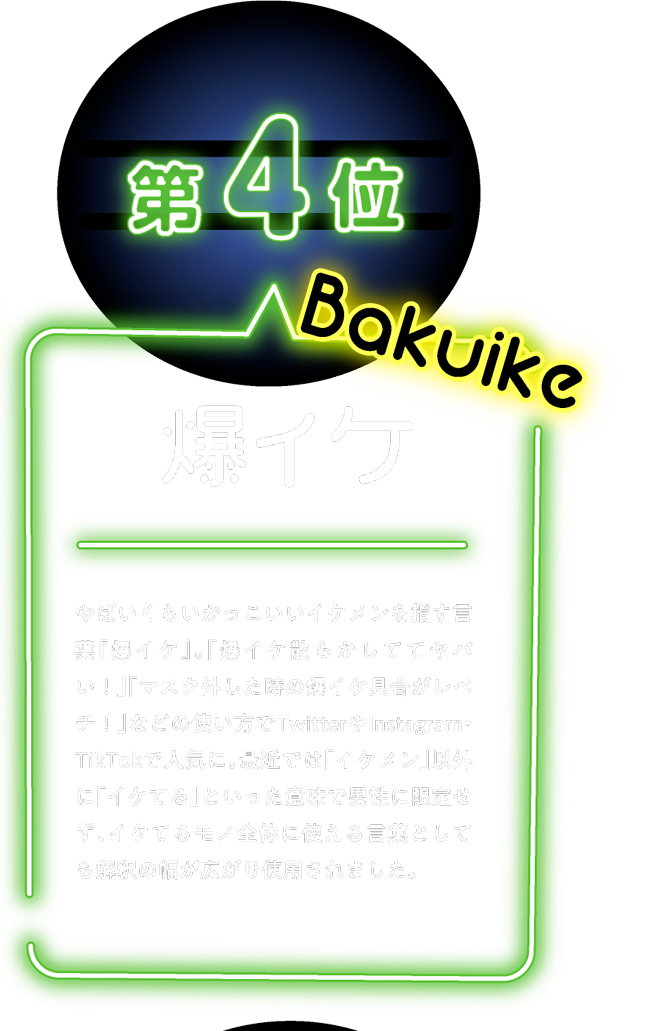 第4位
Bakuike
爆イケ
やばいくらいかっこいいイケメンを指す言
葉「爆イケ」。「爆イケ散らかしててヤバ
い！」「マスク外した時の爆イケ具合がレベ
チ！」などの使い方でTwitterやInstagram・
TikTokで人気に。最近では「イケメン」以外
に「イケてる」といった意味で男性に限定せ
ず、イケてるモノ全体に使える言葉として
も解釈の幅が広がり使用されました。